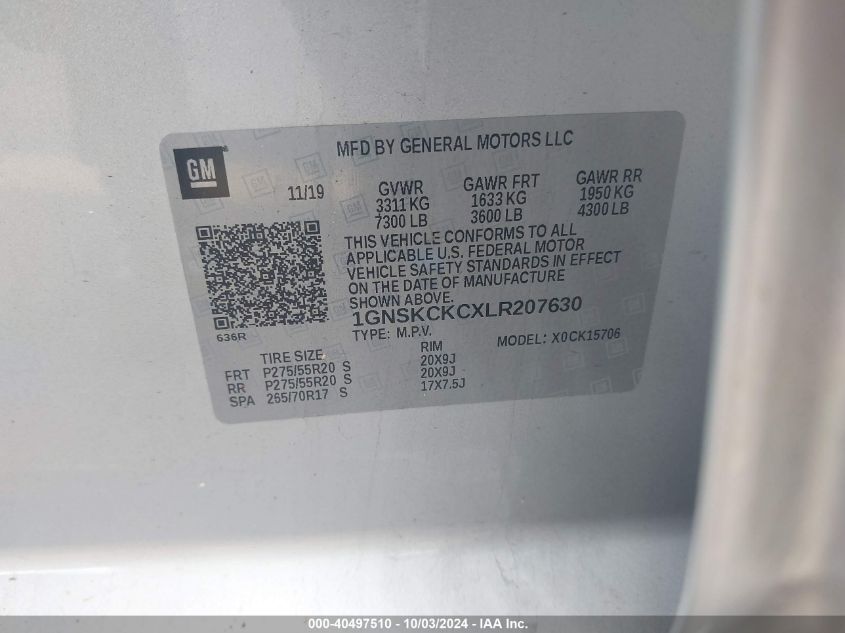 MFD BY GENERAL MOTORS LLC
GM
11/19
GVWR GAWR FRT GAWR RR
3311 KG 1633 KG 1950 KG
7300 LB 3600 LB 4300 LB
THIS VEHICLE CONFORMS TO ALL
APPLICABLE U.S. FEDERAL MOTOR
VEHICLE SAFETY STANDARDS IN EFFECT
ON THE DATE OF MANUFACTURE
SHOWN ABOVE.
1GNSKCKCXLR207630
636R
TYPE: M.P.V. MODEL: X0CK15706
TIRE SIZE RIM
FRT P275/55R20 S 20X9J
RR P275/55R20 S 20X9J
SPA 265/70R17 S 17X7.5J
000-40497510 - 10/03/2024 - IAA Inc.